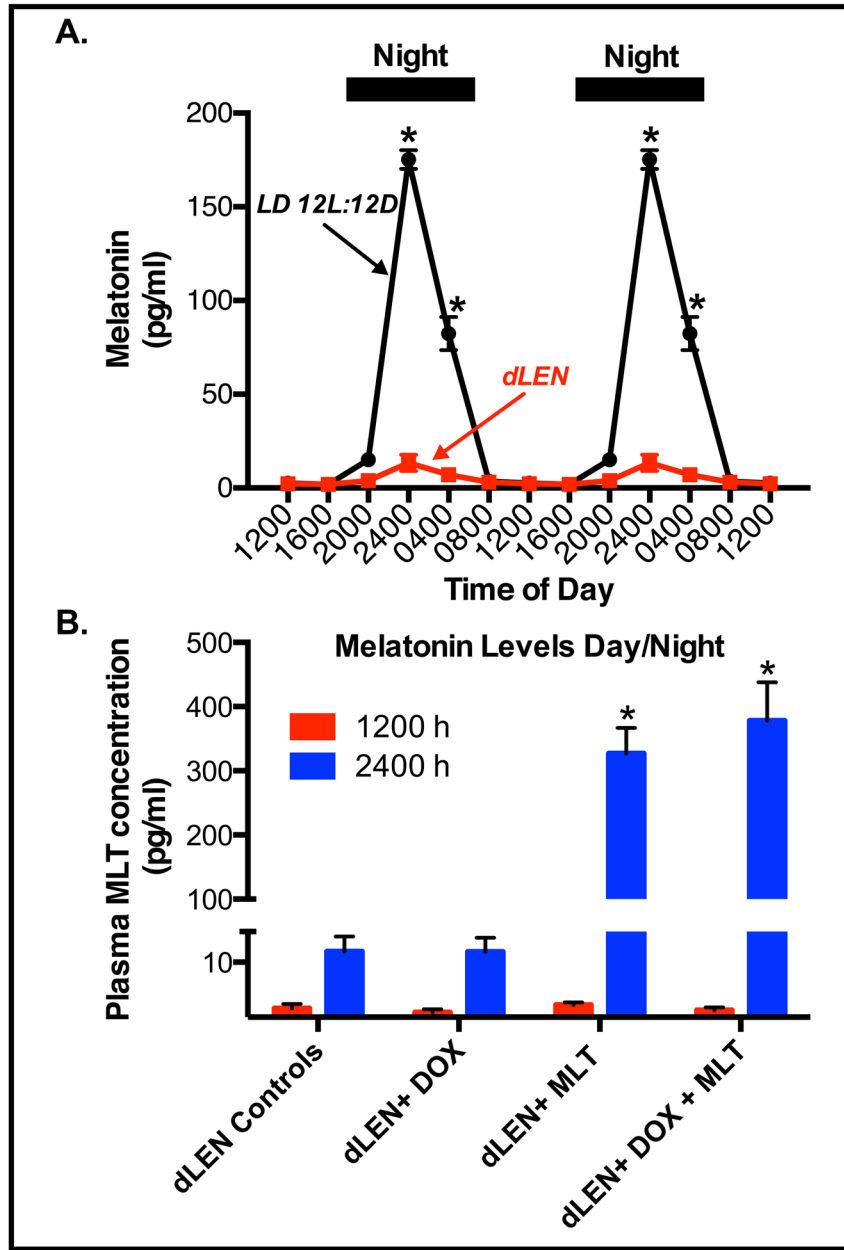 A.
Night Night
200
150
100
50
0
Melatonin
(pg/ml)
*
*
*
*
LD 12L:12D
dLEN
1200 1600 2000 2400 0400 0800 1200 1600 2000 2400 0400 0800 1200
Time of Day
B.
Melatonin Levels Day/Night
500
400
300
200
100
10
Plasma MLT concentration
(pg/ml)
1200 h
2400 h
*
*
dLEN Controls
dLEN+ DOX
dLEN+ MLT
dLEN+ DOX + MLT